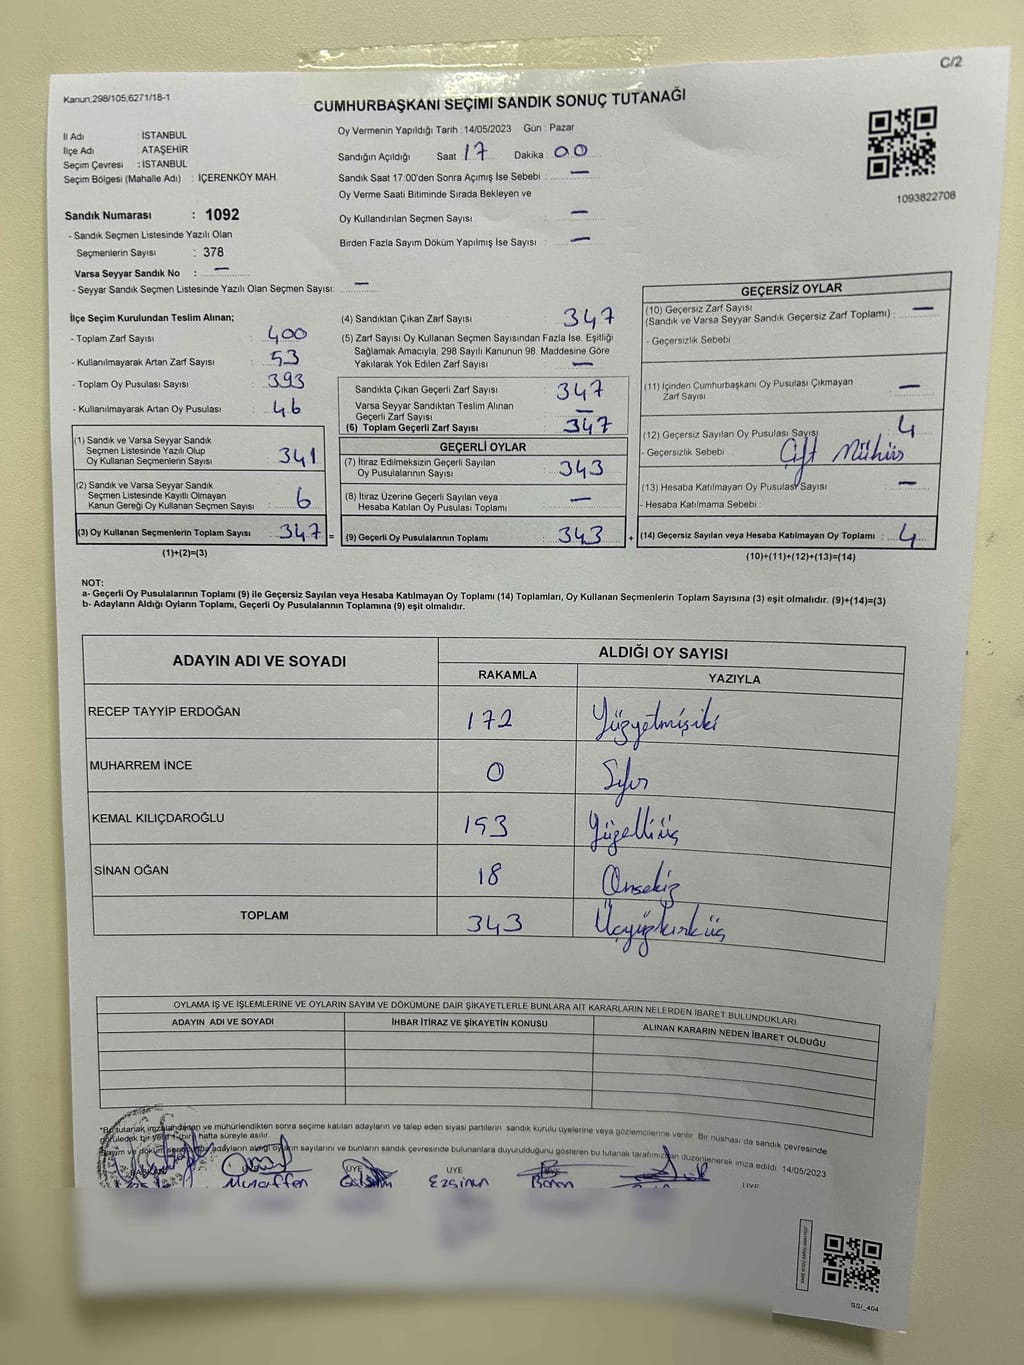 C/2
Kanun;298/105;6271/18-1
CUMHURBAŞKANI SEÇİMİ SANDIK SONUÇ TUTANAĞI
İl Adı : İSTANBUL
İlçe Adı : ATAŞEHİR
Seçim Çevresi : İSTANBUL
Seçim Bölgesi (Mahalle Adı) : İÇERENKÖY MAH.
Sandık Numarası : 1092
- Sandık Seçmen Listesinde Yazılı Olan
Seçmenlerin Sayısı : 378
Varsa Seyyar Sandık No : —
- Seyyar Sandık Seçmen Listesinde Yazılı Olan Seçmen Sayısı: —
Oy Vermenin Yapıldığı Tarih : 14/05/2023 Gün : Pazar
Sandığın Açıldığı Saat 17 Dakika : 00
Sandık Saat 17:00'den Sonra Açımış İse Sebebi : —
Oy Verme Saati Bitiminde Sırada Bekleyen ve
Oy Kullandırılan Seçmen Sayısı : —
Birden Fazla Sayım Döküm Yapılmış İse Sayısı : —
1093822708
İlçe Seçim Kurulundan Teslim Alınan;
- Toplam Zarf Sayısı : 400
- Kullanılmayarak Artan Zarf Sayısı : 53
- Toplam Oy Pusulası Sayısı : 393
- Kullanılmayarak Artan Oy Pusulası : 46
(1) Sandık ve Varsa Seyyar Sandık
Seçmen Listesinde Yazılı Olup
Oy Kullanan Seçmenlerin Sayısı : 341
(2) Sandık ve Varsa Seyyar Sandık
Seçmen Listesinde Kayıtlı Olmayan
Kanun Gereği Oy Kullanan Seçmen Sayısı : 6
(3) Oy Kullanan Seçmenlerin Toplam Sayısı : 347 =
(1)+(2)=(3)
(4) Sandıktan Çıkan Zarf Sayısı : 347
(5) Zarf Sayısı Oy Kullanan Seçmen Sayısından Fazla İse, Eşitliği
Sağlamak Amacıyla, 298 Sayılı Kanunun 98. Maddesine Göre
Yakılarak Yok Edilen Zarf Sayısı : —
Sandıkta Çıkan Geçerli Zarf Sayısı : 347
Varsa Seyyar Sandıktan Teslim Alınan
Geçerli Zarf Sayısı : —
(6) Toplam Geçerli Zarf Sayısı : 347
GEÇERLİ OYLAR
(7) İtiraz Edilmeksizin Geçerli Sayılan
Oy Pusulalarının Sayısı : 343
(8) İtiraz Üzerine Geçerli Sayılan veya
Hesaba Katılan Oy Pusulası Toplamı : —
(9) Geçerli Oy Pusulalarının Toplamı : 343 +
GEÇERSİZ OYLAR
(10) Geçersiz Zarf Sayısı
(Sandık ve Varsa Seyyar Sandık Geçersiz Zarf Toplamı) : —
- Geçersizlik Sebebi :
(11) İçinden Cumhurbaşkanı Oy Pusulası Çıkmayan
Zarf Sayısı : —
(12) Geçersiz Sayılan Oy Pusulası Sayısı : 4
- Geçersizlik Sebebi : Çift Mühür
(13) Hesaba Katılmayan Oy Pusulası Sayısı : —
- Hesaba Katılmama Sebebi :
(14) Geçersiz Sayılan veya Hesaba Katılmayan Oy Toplamı : 4
(10)+(11)+(12)+(13)=(14)
NOT:
a- Geçerli Oy Pusulalarının Toplamı (9) ile Geçersiz Sayılan veya Hesaba Katılmayan Oy Toplamı (14) Toplamları, Oy Kullanan Seçmenlerin Toplam Sayısına (3) eşit olmalıdır. (9)+(14)=(3)
b- Adayların Aldığı Oyların Toplamı, Geçerli Oy Pusulalarının Toplamına (9) eşit olmalıdır.
ADAYIN ADI VE SOYADI ALDIĞI OY SAYISI
RAKAMLA YAZIYLA
RECEP TAYYİP ERDOĞAN 172 Yüzyetmişiki
MUHARREM İNCE 0 Sıfır
KEMAL KILIÇDAROĞLU 153 Yüzelliüç
SİNAN OĞAN 18 Onsekiz
TOPLAM 343 Üçyüzkırküç
OYLAMA İŞ VE İŞLEMLERİNE VE OYLARIN SAYIM VE DÖKÜMÜNE DAİR ŞİKAYETLERLE BUNLARA AİT KARARLARIN NELERDEN İBARET BULUNDUKLARI
ADAYIN ADI VE SOYADI İHBAR İTİRAZ VE ŞİKAYETİN KONUSU ALINAN KARARIN NEDEN İBARET OLDUĞU
*Bu tutanak imzalandıktan ve mühürlendikten sonra seçime katılan adayların ve talep eden siyasi partilerin sandık kurulu üyelerine veya gözlemcilerine verilir. Bir nüshası da sandık çevresinde
görülecek bir yere 1 (bir) hafta süreyle asılır.
Sayım ve döküm adayların aldığı oyların sayılarını ve bunların sandık çevresinde bulunanlara duyurulduğunu gösteren bu tutanak tarafımızdan düzenlenerek imza edildi. 14/05/2023
ÜYE ÜYE ÜYE ÜYE
Muzaffer
SGI_404